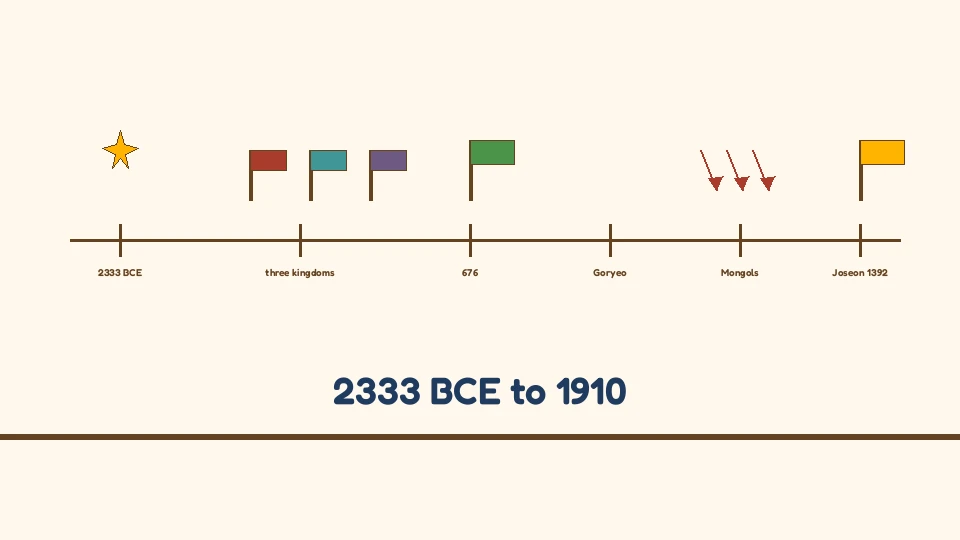 2333 BCE
three kingdoms
676
Goryeo
Mongols
Joseon 1392
2333 BCE to 1910